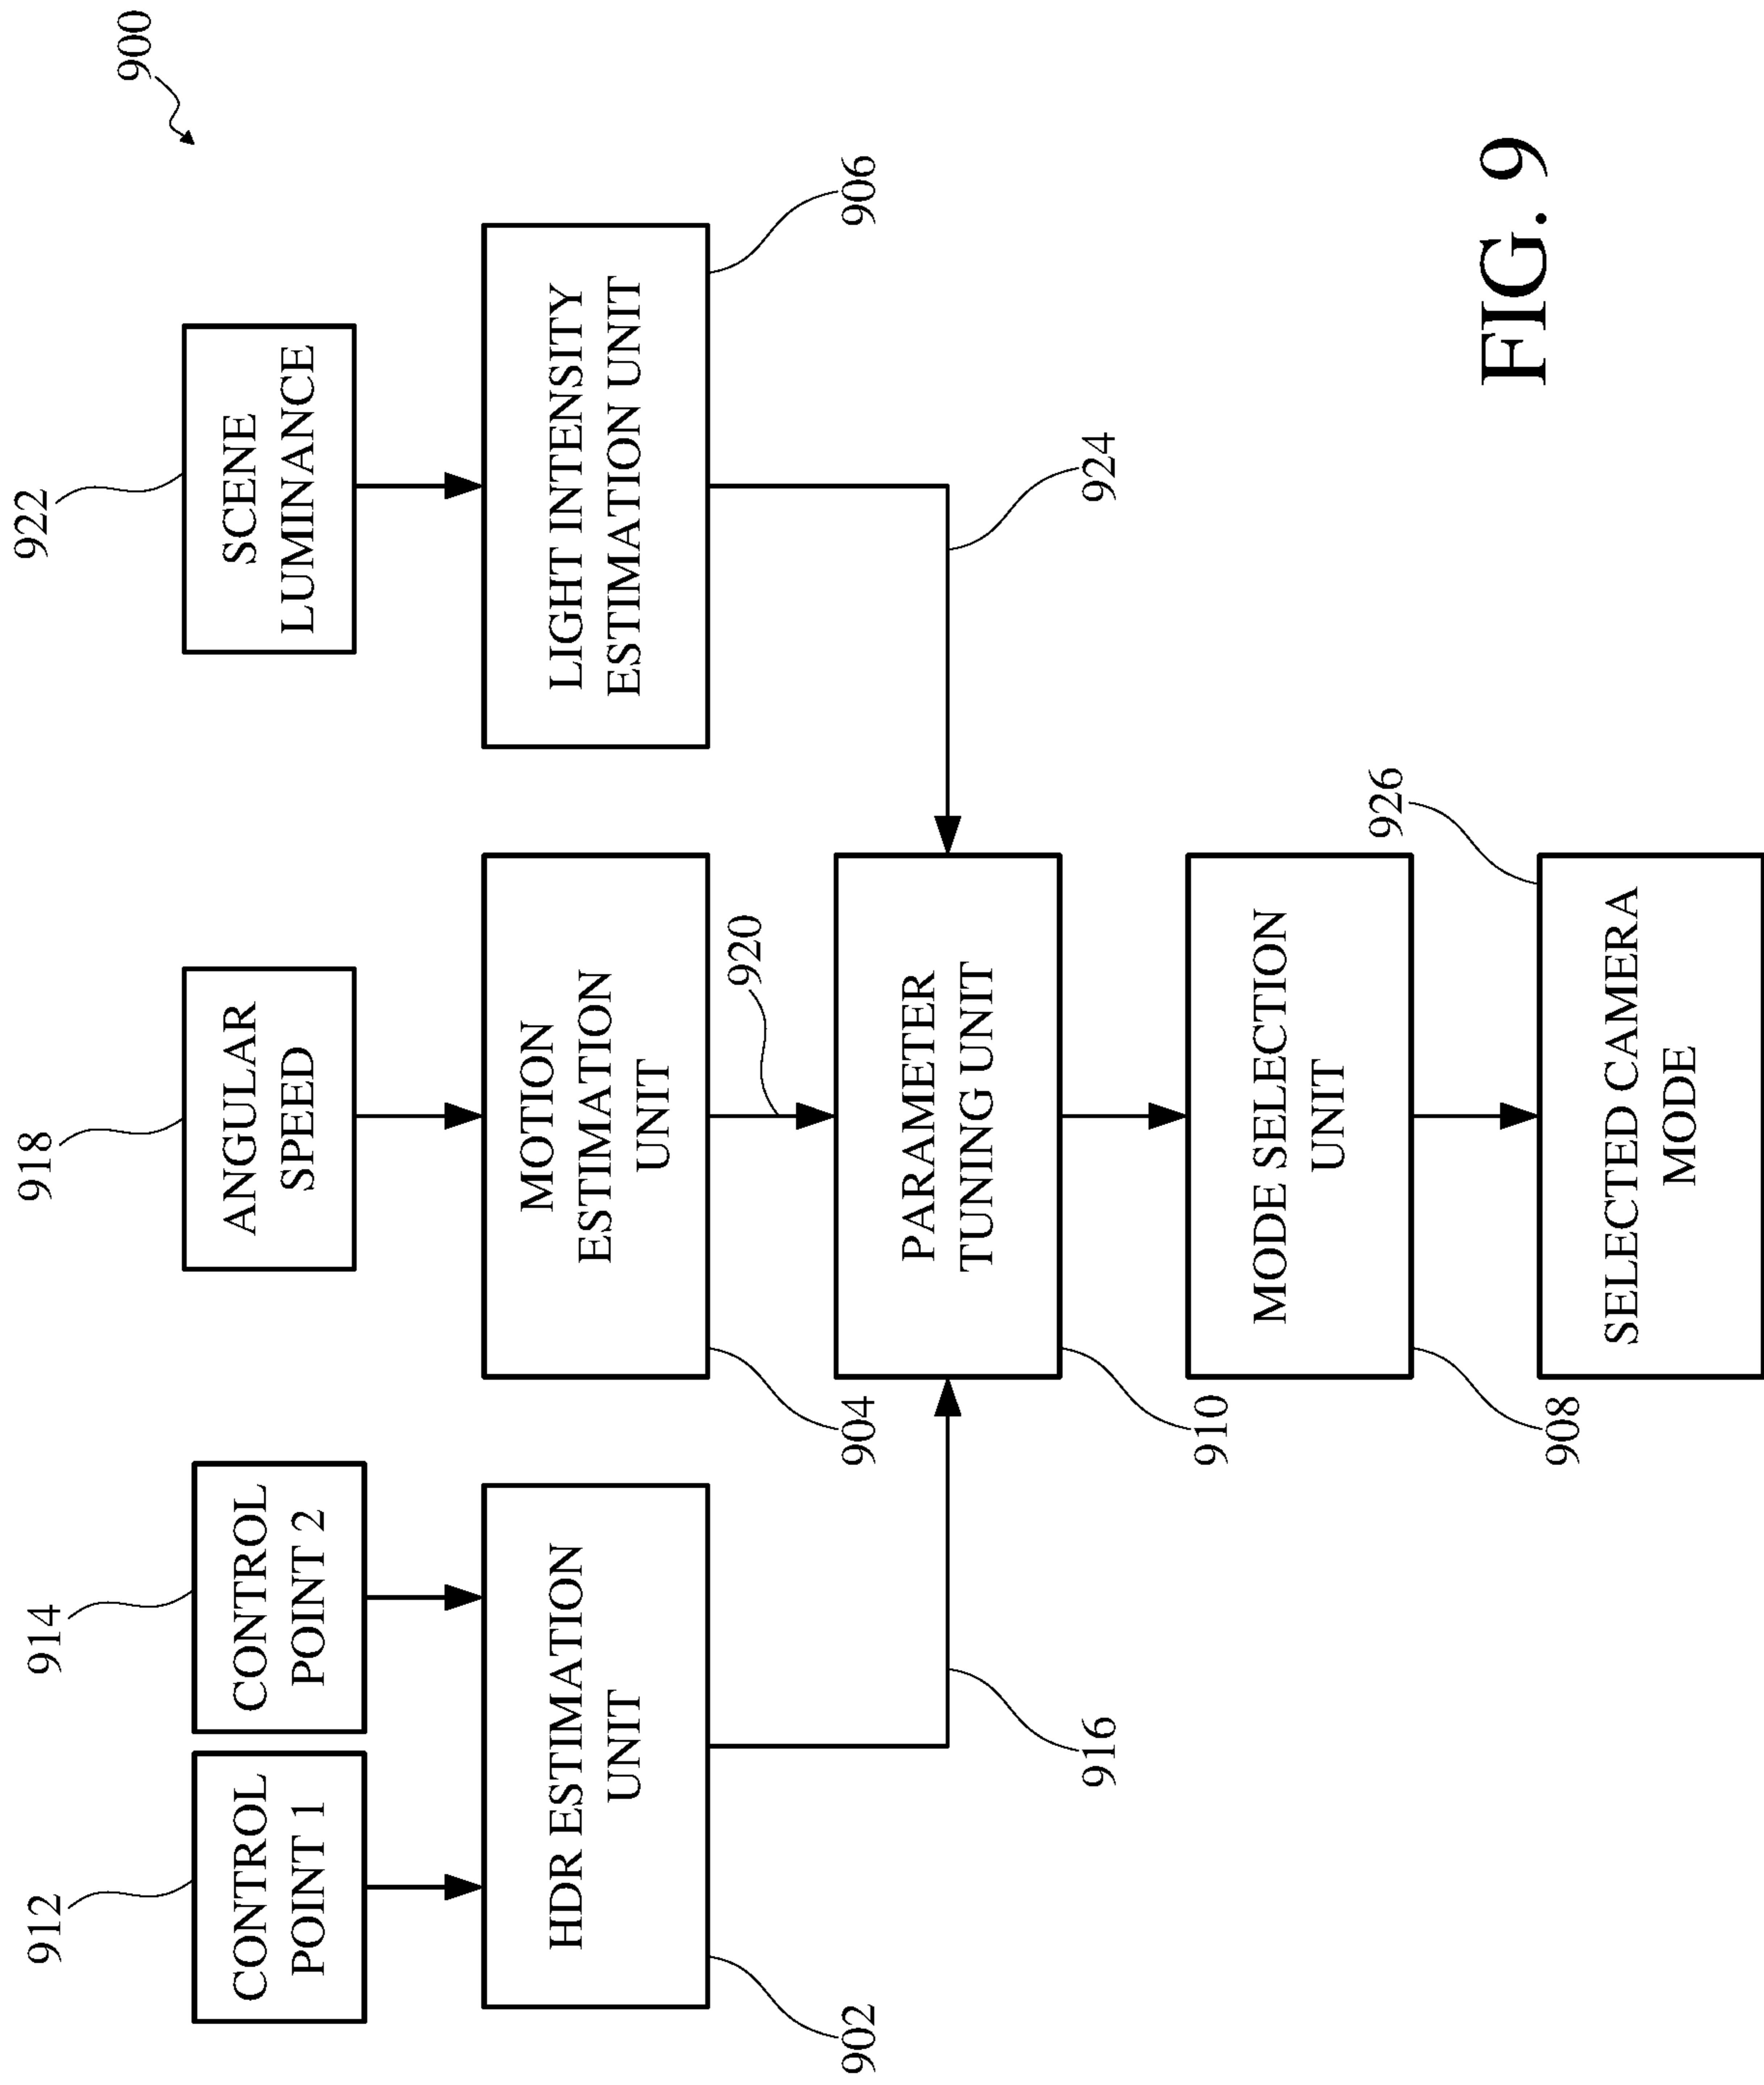 900
912
914
918
922
CONTROL
POINT 1
CONTROL
POINT 2
ANGULAR
SPEED
SCENE
LUMINANCE
HDR ESTIMATION
UNIT
MOTION
ESTIMATION
UNIT
LIGHT INTENSITY
ESTIMATION UNIT
902
904
920
906
PARAMETER
TUNING UNIT
916
924
910
MODE SELECTION
UNIT
908
926
SELECTED CAMERA
MODE
FIG. 9